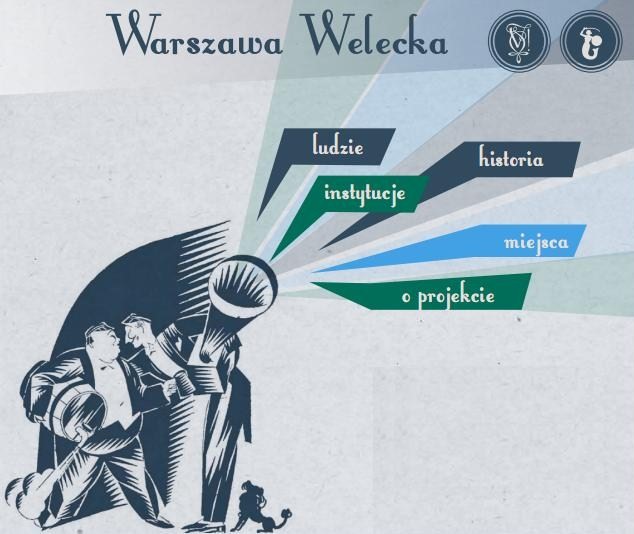 Warszawa Welecka
ludzie
historia
instytucje
miejsca
o projekcie